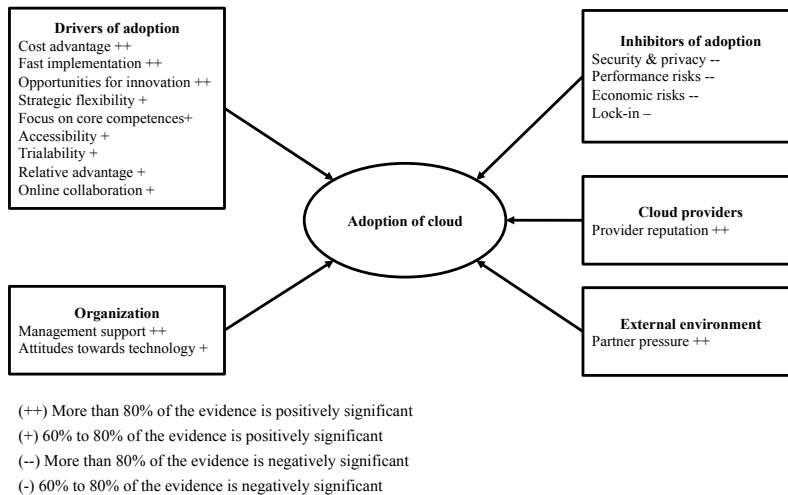 Drivers of adoption
Cost advantage ++
Fast implementation ++
Opportunities for innovation ++
Strategic flexibility +
Focus on core competences+
Accessibility +
Trialability +
Relative advantage +
Online collaboration +
Inhibitors of adoption
Security & privacy --
Performance risks --
Economic risks --
Lock-in –
Adoption of cloud
Cloud providers
Provider reputation ++
Organization
Management support ++
Attitudes towards technology +
External environment
Partner pressure ++
(++) More than 80% of the evidence is positively significant
(+) 60% to 80% of the evidence is positively significant
(--) More than 80% of the evidence is negatively significant
(-) 60% to 80% of the evidence is negatively significant